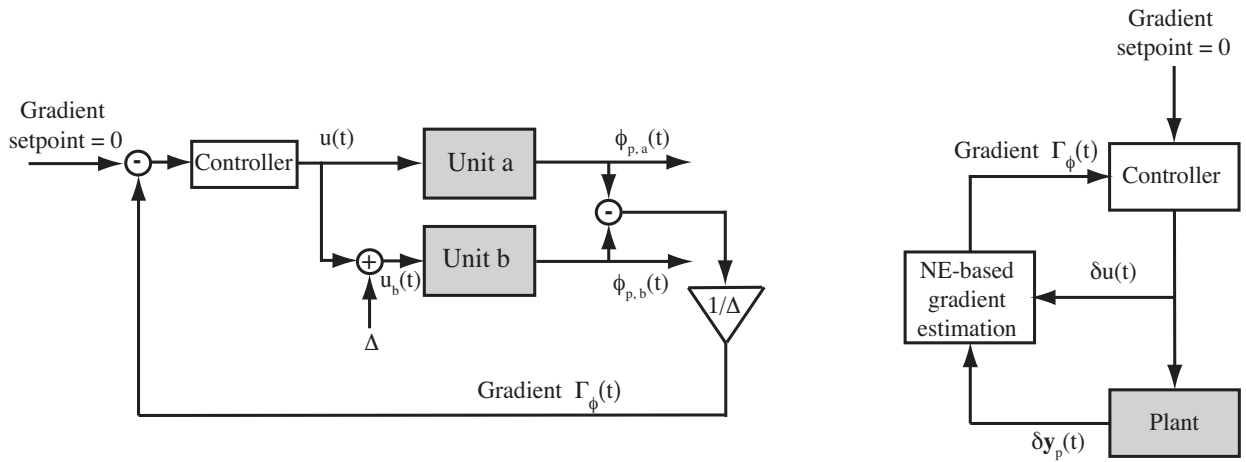 Gradient
setpoint = 0
-
Controller
u(t)
Unit a
ϕp, a(t)
-
+
ub(t)
Unit b
ϕp, b(t)
Δ
1/Δ
Gradient Γϕ(t)
Gradient
setpoint = 0
Gradient Γϕ(t)
Controller
NE-based
gradient
estimation
δu(t)
Plant
δyp(t)